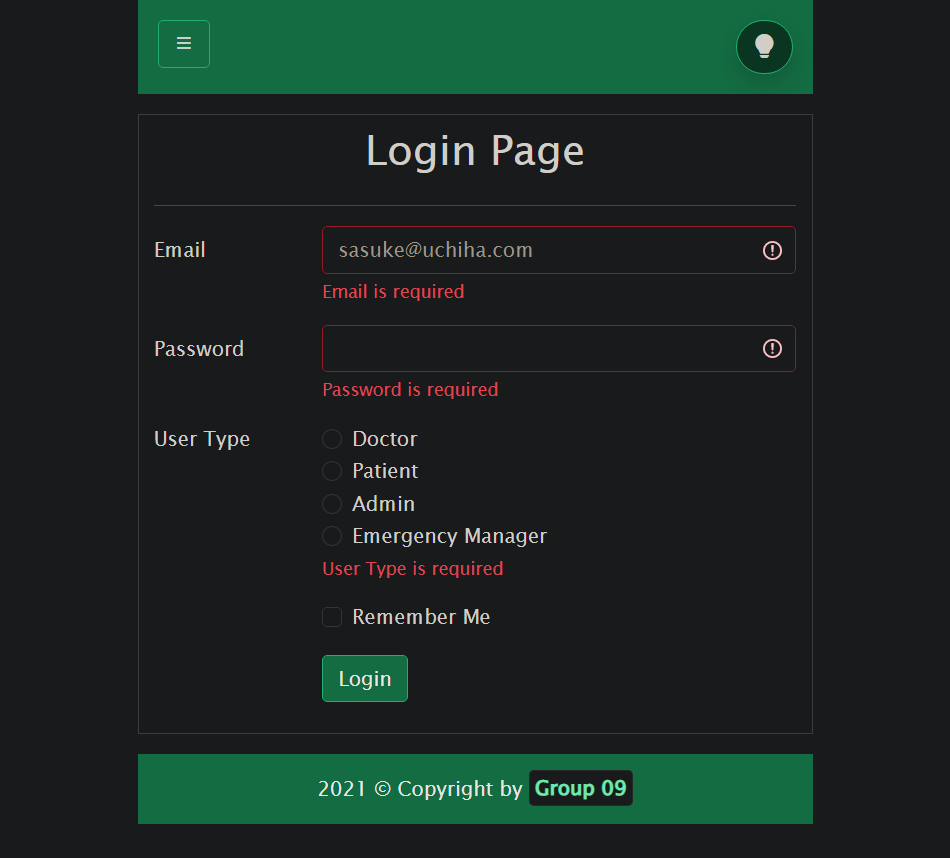 Login Page
Email
sasuke@uchiha.com
Email is required
Password
Password is required
User Type
Doctor
Patient
Admin
Emergency Manager
User Type is required
Remember Me
Login
2021 © Copyright by Group 09